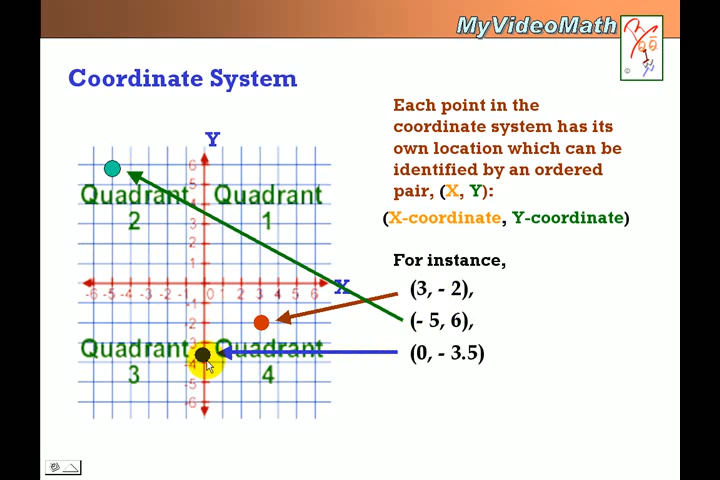 MyVideoMath
Coordinate System
Each point in the
coordinate system has its
own location which can be
identified by an ordered
pair, (X, Y):
(X-coordinate, Y-coordinate)
For instance,
(3, - 2),
(- 5, 6),
(0, - 3.5)
Y
6
5
4
3
2
1
Quadrant
2
Quadrant
1
X
-6 -5 -4 -3 -2 -1 0 1 2 3 4 5 6
-1
-2
-3
-4
-5
-6
Quadrant
3
Quadrant
4